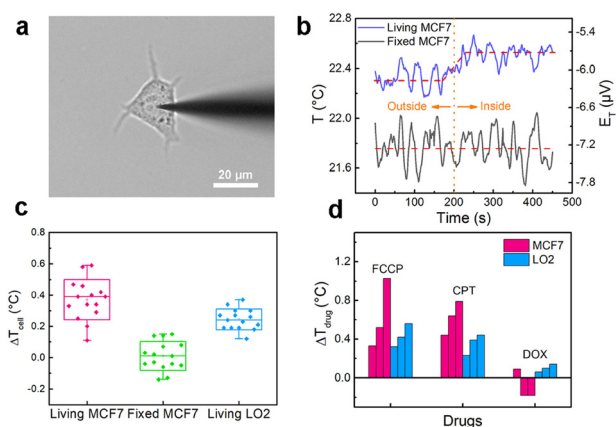 a
20 μm
b
22.8
22.4
22.0
21.6
T (°C)
Living MCF7
Fixed MCF7
Outside
Inside
-5.4
-6.0
-6.6
-7.2
-7.8
E_T (μV)
0 100 200 300 400 500
Time (s)
c
0.8
0.6
0.4
0.2
0.0
-0.2
ΔT_cell (°C)
Living MCF7 Fixed MCF7 Living LO2
d
1.2
0.8
0.4
0.0
ΔT_drug (°C)
MCF7
LO2
FCCP
CPT
DOX
Drugs